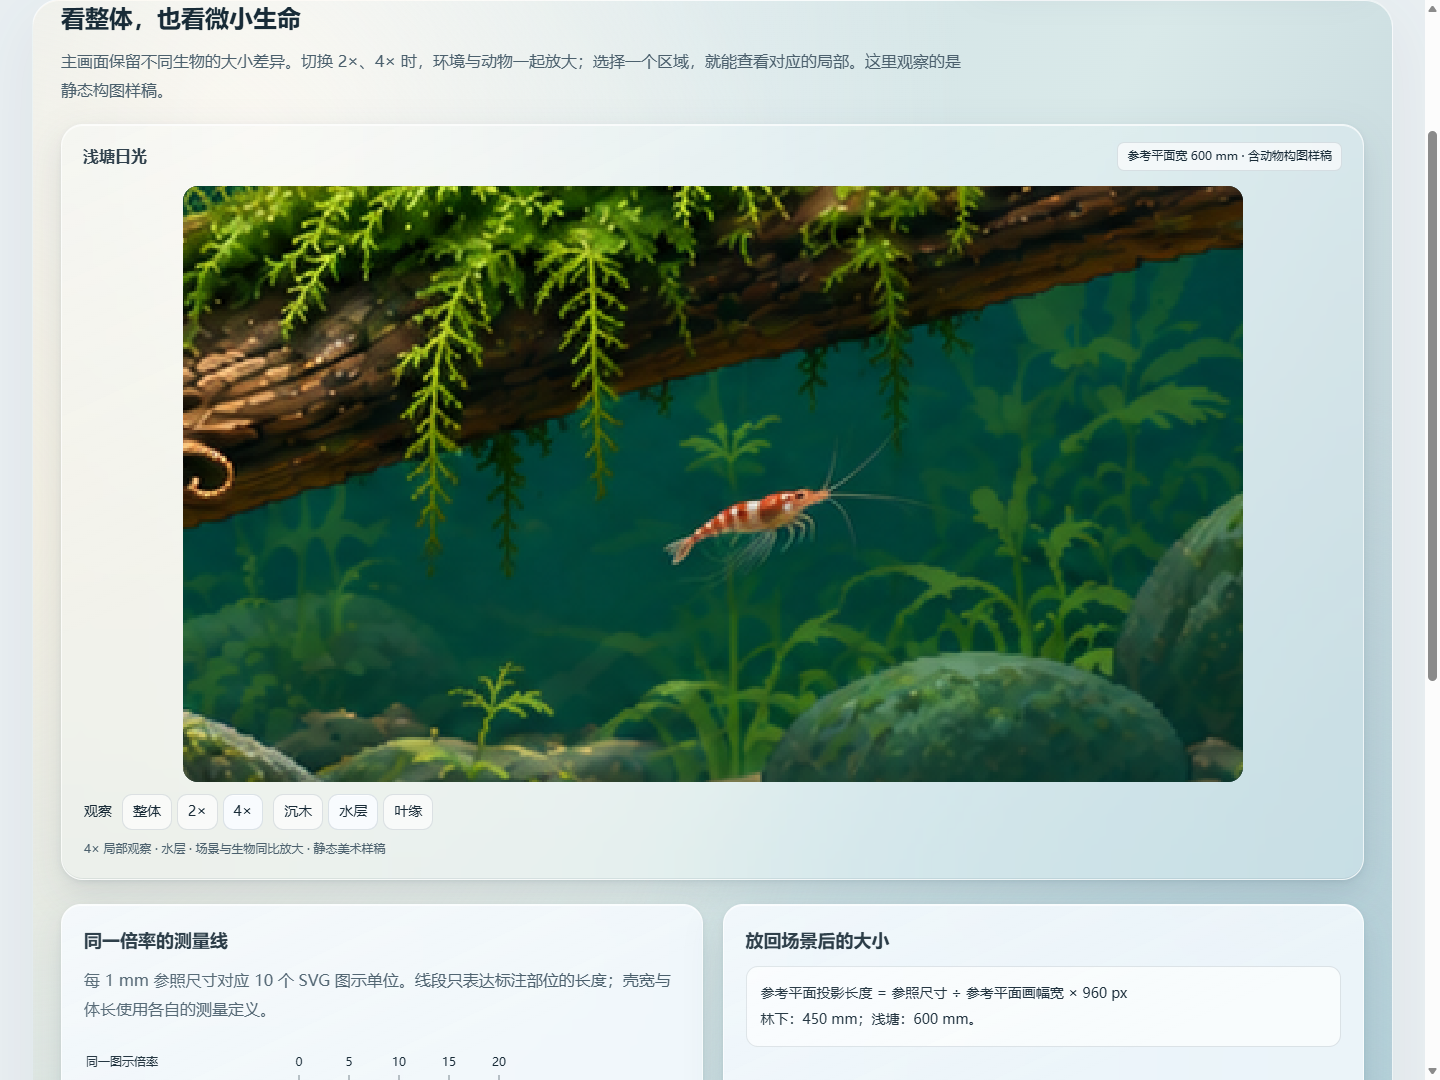 看整体，也看微小生命
主画面保留不同生物的大小差异。切换 2×、4× 时，环境与动物一起放大；选择一个区域，就能查看对应的局部。这里观察的是
静态构图样稿。
浅塘日光
参考平面宽 600 mm · 含动物构图样稿
观察 整体 2× 4× 沉木 水层 叶缘
4× 局部观察 · 水层 · 场景与生物同比放大 · 静态美术样稿
同一倍率的测量线
每 1 mm 参照尺寸对应 10 个 SVG 图示单位。线段只表达标注部位的长度；壳宽与
体长使用各自的测量定义。
同一图示倍率 0 5 10 15 20
放回场景后的大小
参考平面投影长度 = 参照尺寸 ÷ 参考平面画幅宽 × 960 px
林下：450 mm；浅塘：600 mm。